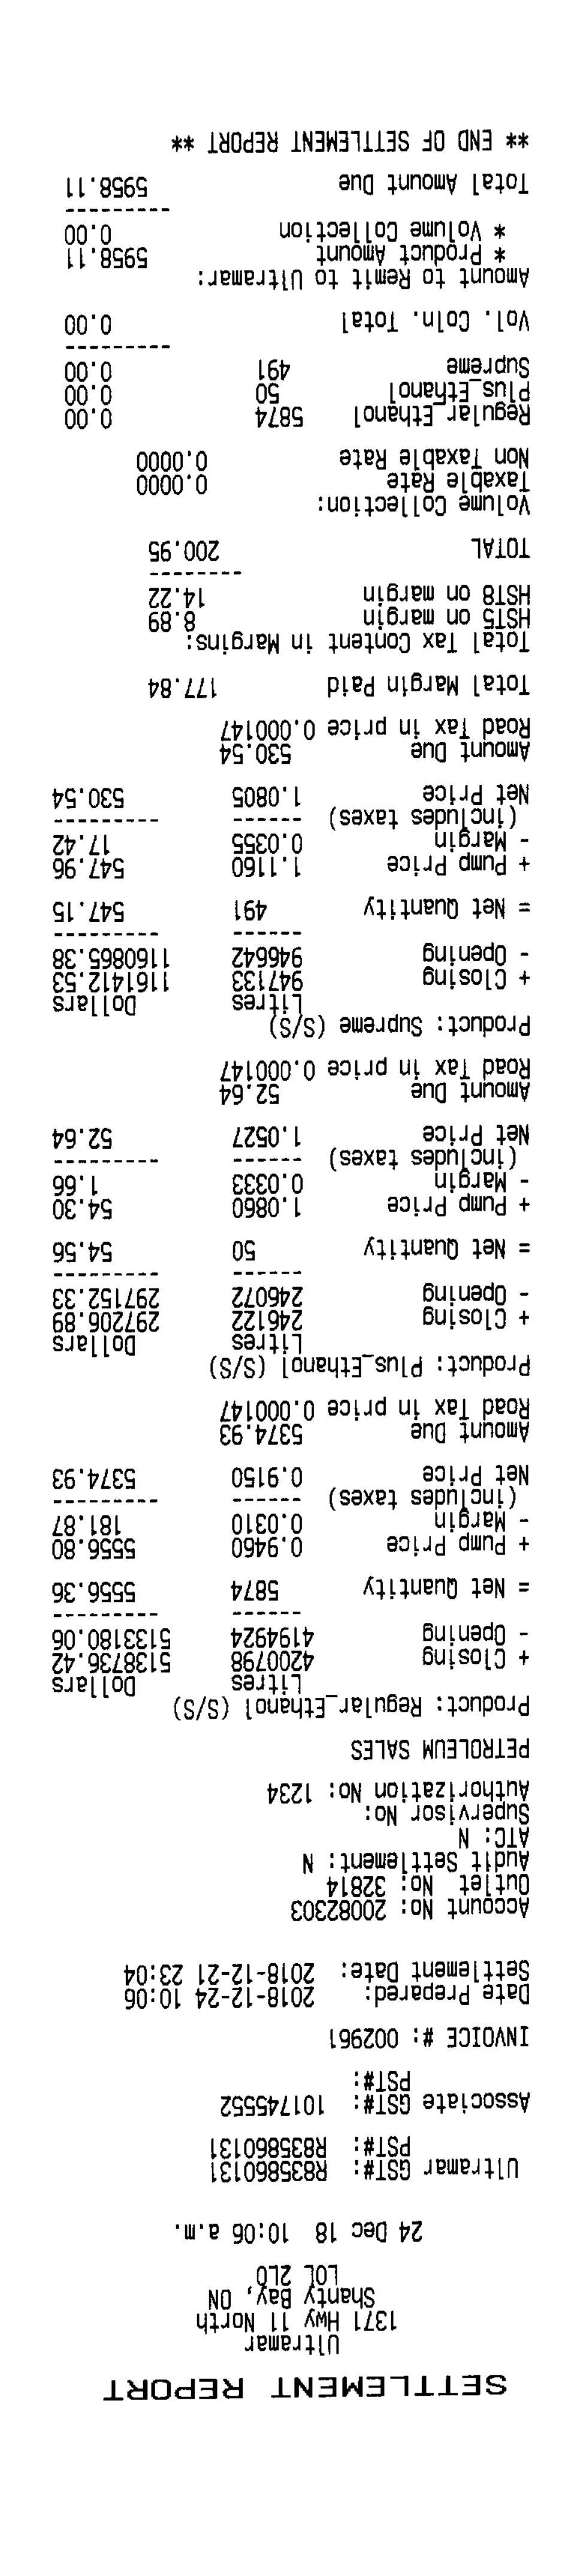 SETTLEMENT REPORT
Ultramar
1371 Hwy 11 North
Shanty Bay, ON
L0L 2L0
24 Dec 18 10:06 a.m.
Ultramar GST#: R835860131
PST#: R835860131
Associate GST#: 101745552
PST#:
INVOICE #: 002961
Date Prepared: 2018-12-24 10:06
Settlement Date: 2018-12-21 23:04
Account No: 20082303
Outlet No: 32814
Audit Settlement: N
ATC: N
Supervisor No:
Authorization No: 1234
PETROLEUM SALES
Product: Regular_Ethanol (S/S)
Litres Dollars
+ Closing 4200798 5138736.42
- Opening 4194924 5133180.06
------ ----------
= Net Quantity 5874 5556.36
+ Pump Price 0.9460 5556.80
- Margin 0.0310 181.87
(includes taxes) ------ ----------
Net Price 0.9150 5374.93
Amount Due 5374.93
Road Tax in price 0.000147
Product: Plus_Ethanol (S/S)
Litres Dollars
+ Closing 246122 297206.89
- Opening 246072 297152.33
------ ----------
= Net Quantity 50 54.56
+ Pump Price 1.0860 54.30
- Margin 0.0333 1.66
(includes taxes) ------ ----------
Net Price 1.0527 52.64
Amount Due 52.64
Road Tax in price 0.000147
Product: Supreme (S/S)
Litres Dollars
+ Closing 947133 1161412.53
- Opening 946642 1160865.38
------ ----------
= Net Quantity 491 547.15
+ Pump Price 1.1160 547.96
- Margin 0.0355 17.42
(includes taxes) ------ ----------
Net Price 1.0805 530.54
Amount Due 530.54
Road Tax in price 0.000147
Total Margin Paid 177.84
Total Tax Content in Margins:
HST5 on margin 8.89
HST8 on margin 14.22
---------
TOTAL 200.95
Volume Collection:
Taxable Rate 0.0000
Non Taxable Rate 0.0000
Regular_Ethanol 5874 0.00
Plus_Ethanol 50 0.00
Supreme 491 0.00
----------
Vol. Coln. Total 0.00
Amount to Remit to Ultramar:
* Product Amount 5958.11
* Volume Collection 0.00
----------
Total Amount Due 5958.11
** END OF SETTLEMENT REPORT **